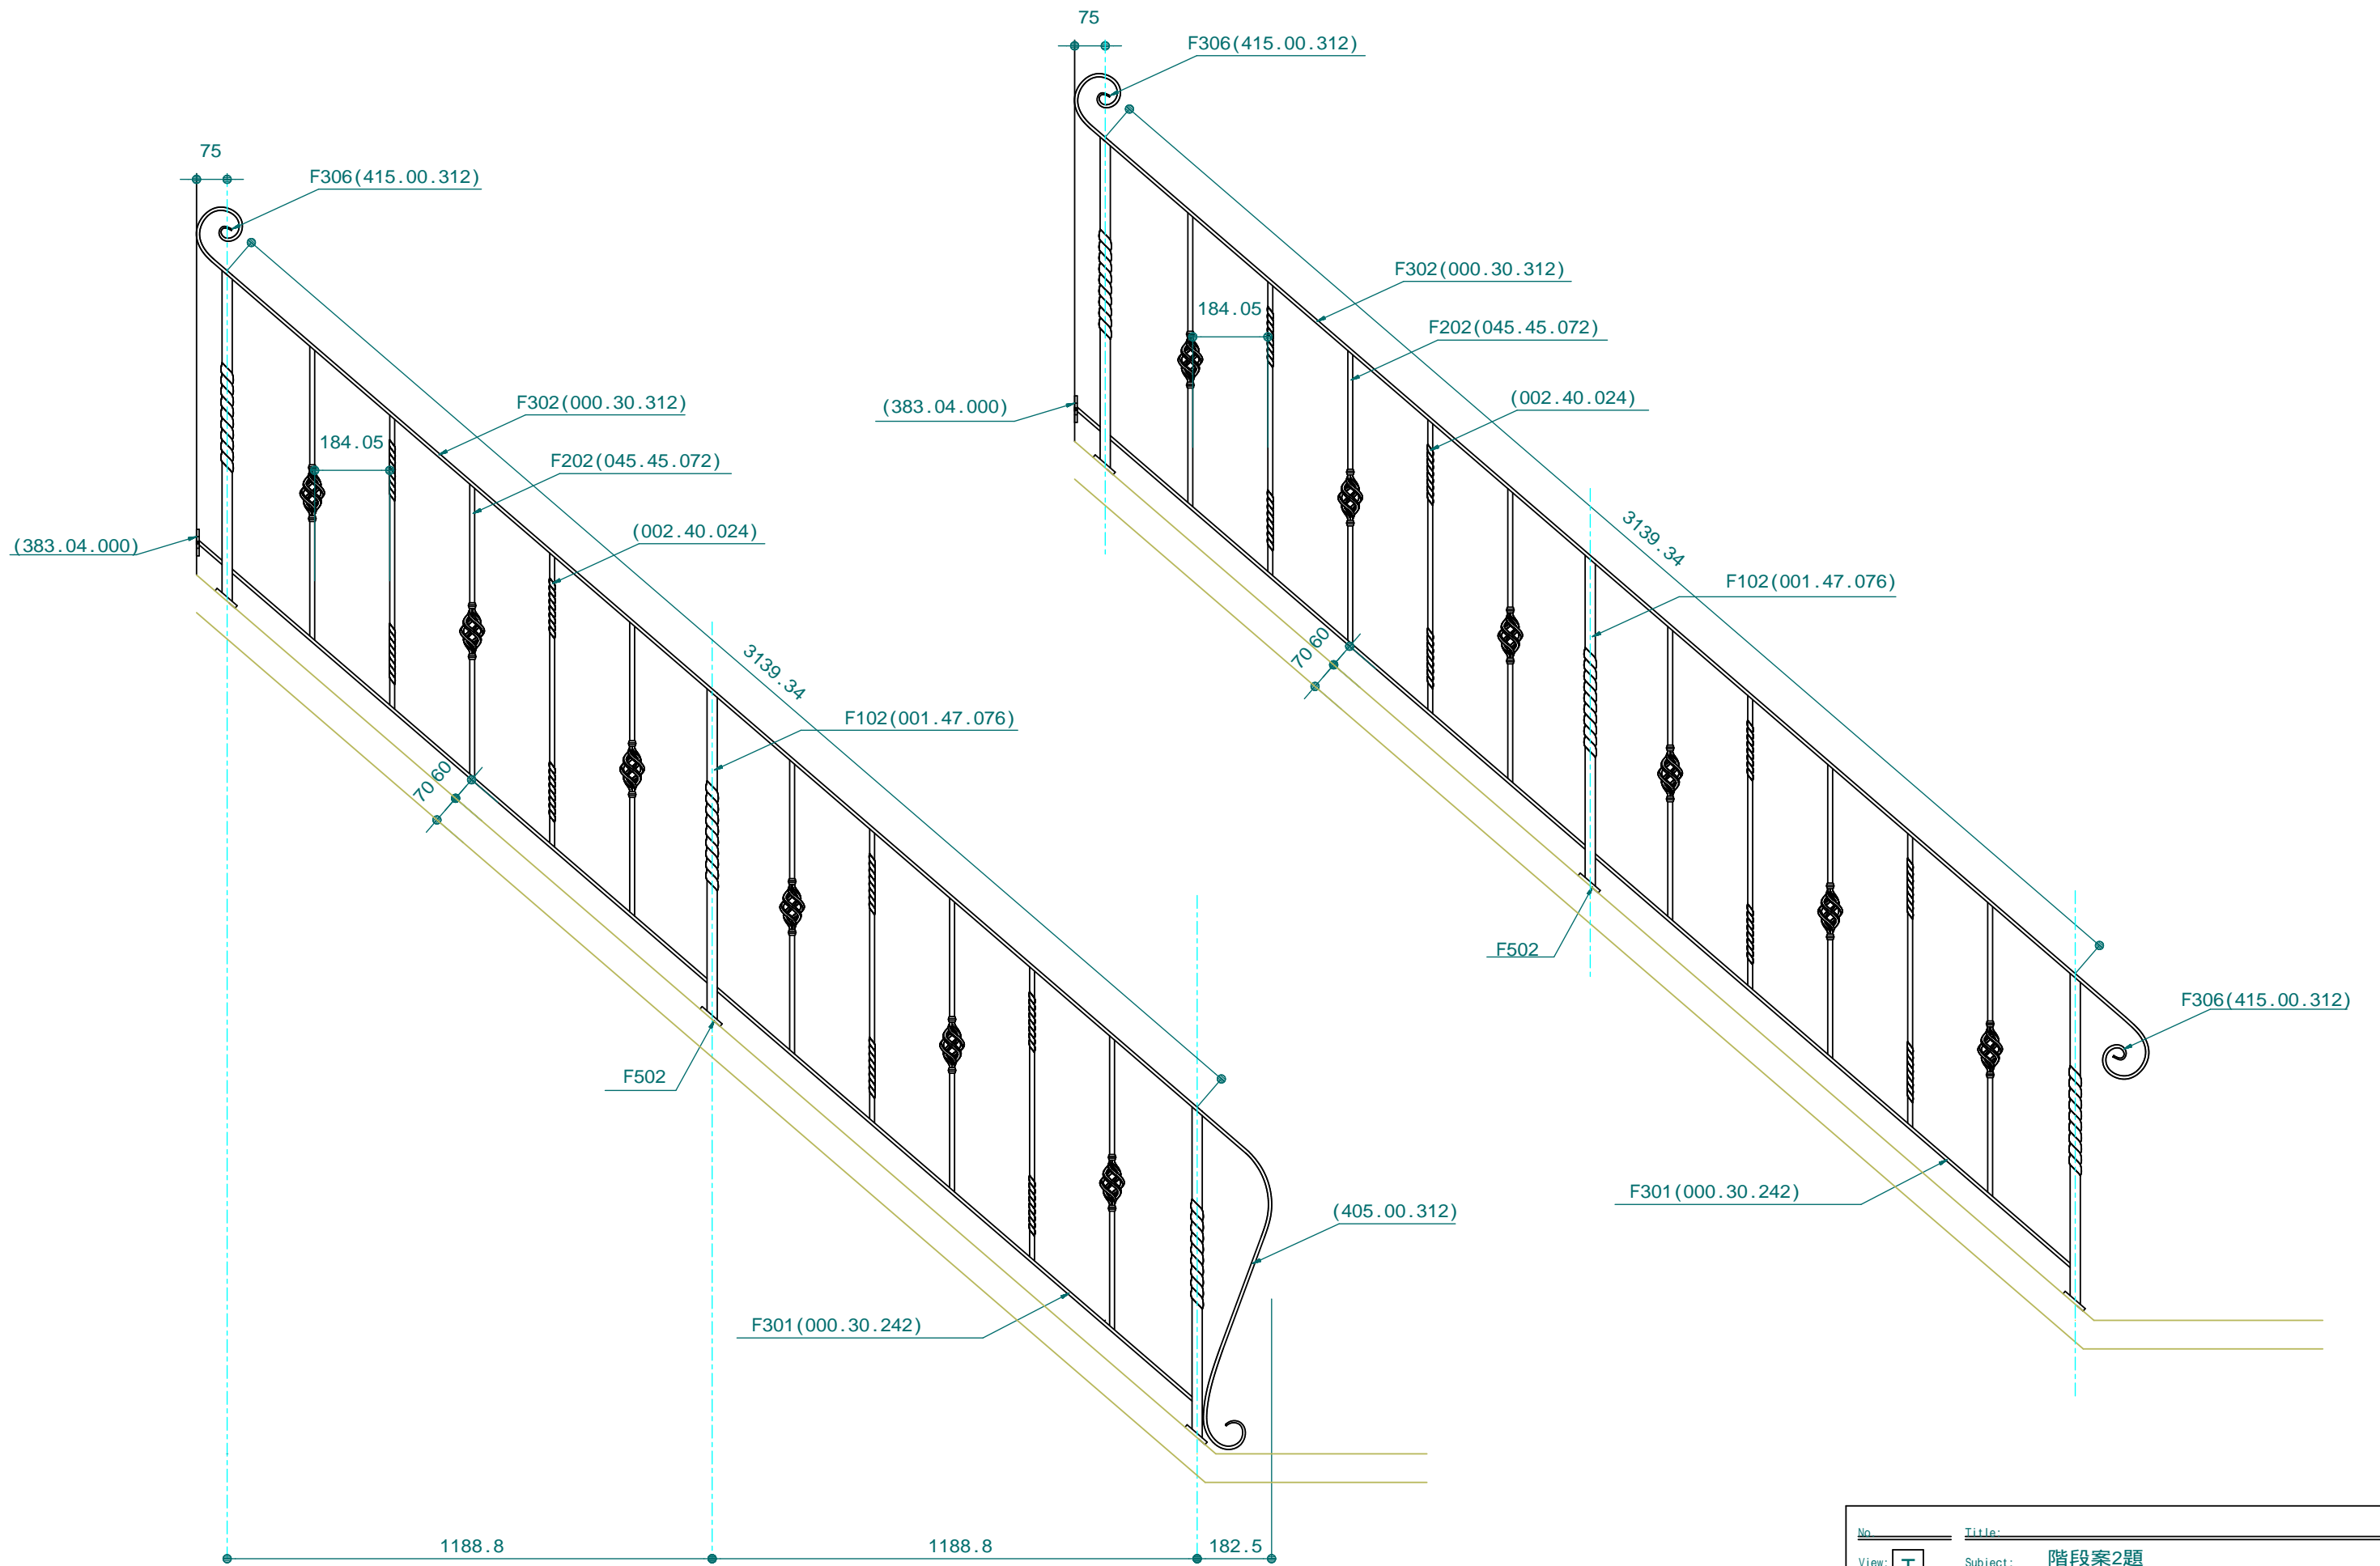 75
F306(415.00.312)
184.05
F302(000.30.312)
F202(045.45.072)
(002.40.024)
(383.04.000)
3139.34
70 60
F102(001.47.076)
F502
(405.00.312)
F301(000.30.242)
1188.8
1188.8
182.5
75
F306(415.00.312)
184.05
F302(000.30.312)
F202(045.45.072)
(002.40.024)
(383.04.000)
3139.34
70 60
F102(001.47.076)
F502
F306(415.00.312)
F301(000.30.242)
No. Title:
View: Subject: 階段案2題